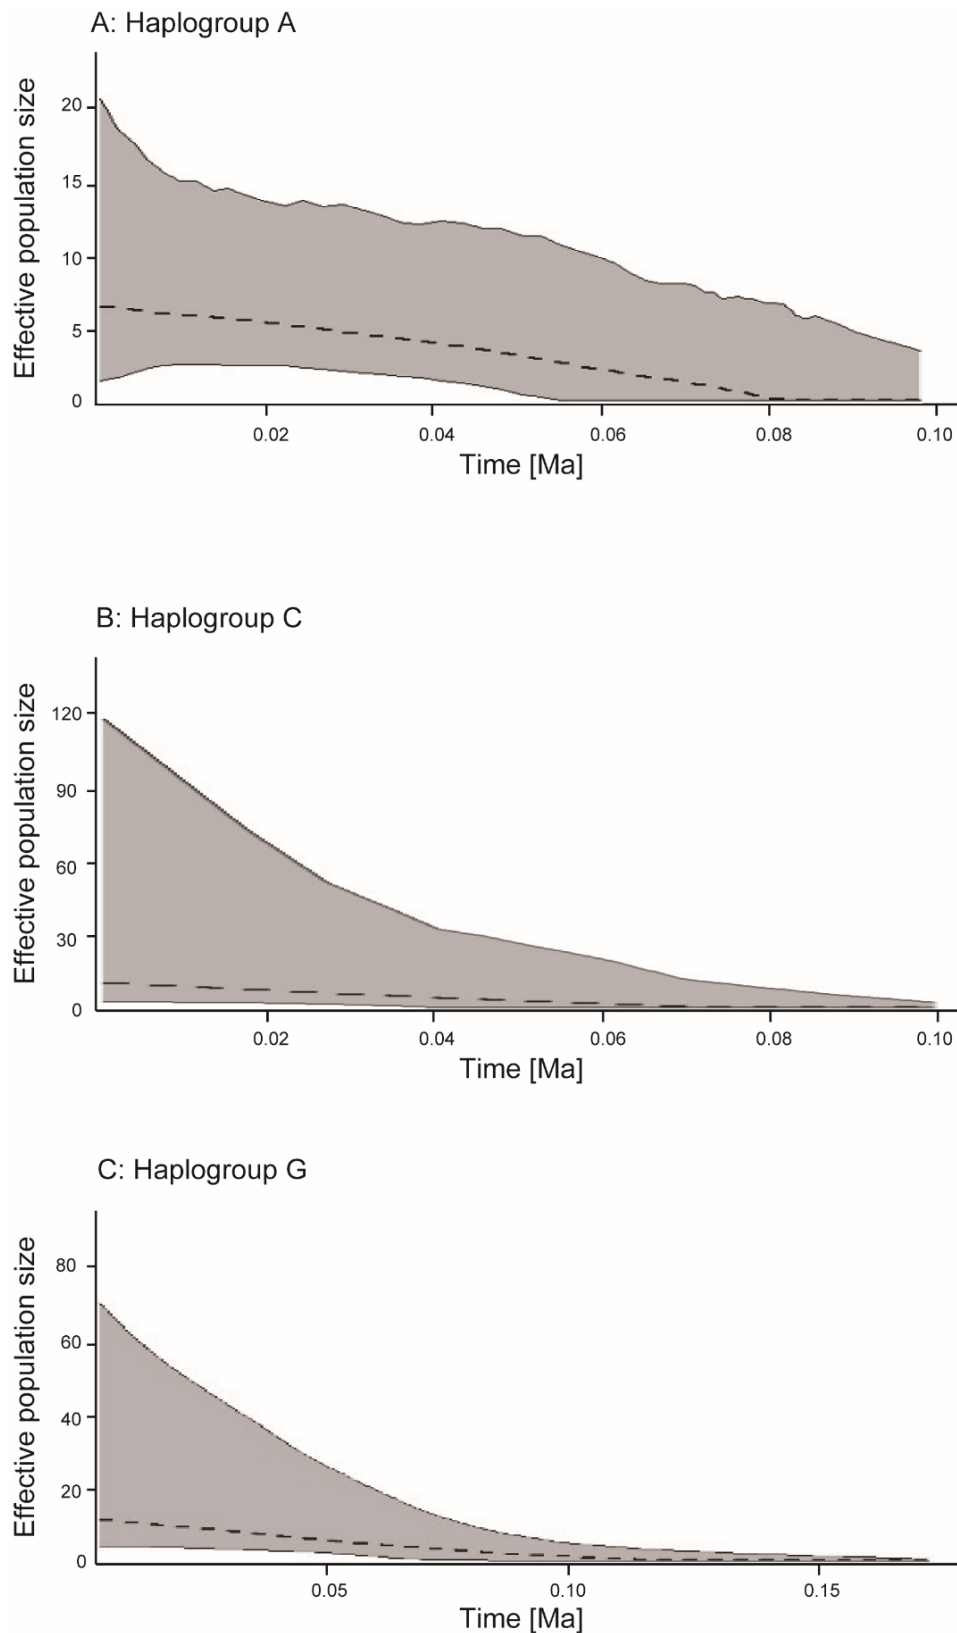 A: Haplogroup A
Effective population size
20
15
10
5
0
0.02 0.04 0.06 0.08 0.10
Time [Ma]
B: Haplogroup C
Effective population size
120
90
60
30
0
0.02 0.04 0.06 0.08 0.10
Time [Ma]
C: Haplogroup G
Effective population size
80
60
40
20
0
0.05 0.10 0.15
Time [Ma]